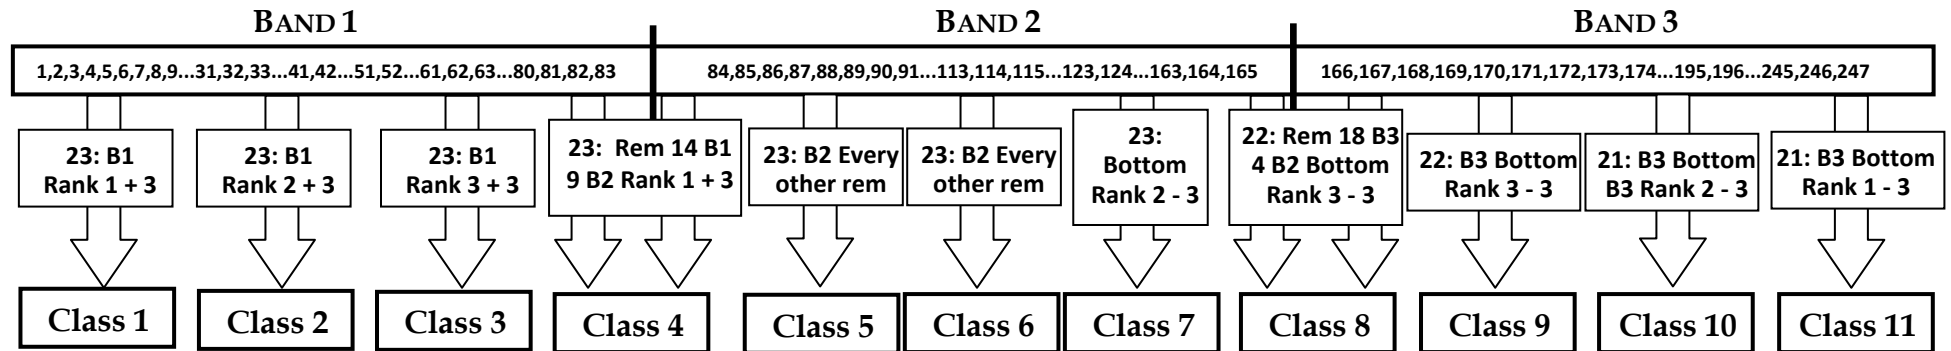 BAND 1
BAND 2
BAND 3
1,2,3,4,5,6,7,8,9...31,32,33...41,42...51,52...61,62,63...80,81,82,83
84,85,86,87,88,89,90,91...113,114,115...123,124...163,164,165
166,167,168,169,170,171,172,173,174...195,196...245,246,247
23: B1
Rank 1 + 3
23: B1
Rank 2 + 3
23: B1
Rank 3 + 3
23: Rem 14 B1
9 B2 Rank 1 + 3
23: B2 Every
other rem
23: B2 Every
other rem
23:
Bottom
Rank 2 - 3
22: Rem 18 B3
4 B2 Bottom
Rank 3 - 3
22: B3 Bottom
Rank 3 - 3
21: B3 Bottom
B3 Rank 2 - 3
21: B3 Bottom
Rank 1 - 3
Class 1
Class 2
Class 3
Class 4
Class 5
Class 6
Class 7
Class 8
Class 9
Class 10
Class 11